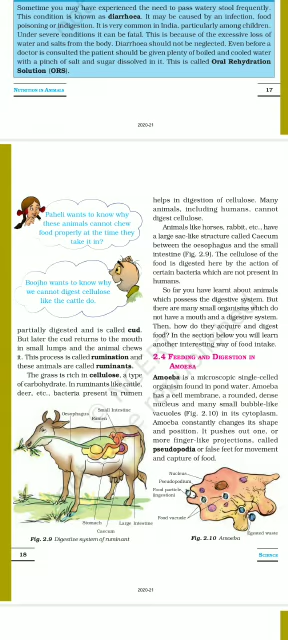 Sometime you may have experienced the need to pass watery stool frequently.
This condition is known as diarrhoea. It may be caused by an infection, food
poisoning or indigestion. It is very common in India, particularly among children.
Under severe conditions it can be fatal. This is because of the excessive loss of
water and salts from the body. Diarrhoea should not be neglected. Even before a
doctor is consulted the patient should be given plenty of boiled and cooled water
with a pinch of salt and sugar dissolved in it. This is called Oral Rehydration
Solution (ORS).
NUTRITION IN ANIMALS
17
2020-21
Paheli wants to know why
these animals cannot chew
food properly at the time they
take it in?
Boojho wants to know why
we cannot digest cellulose
like the cattle do.
partially digested and is called cud.
But later the cud returns to the mouth
in small lumps and the animal chews
it. This process is called rumination and
these animals are called ruminants.
The grass is rich in cellulose, a type
of carbohydrate. In ruminants like cattle,
deer, etc., bacteria present in rumen
helps in digestion of cellulose. Many
animals, including humans, cannot
digest cellulose.
Animals like horses, rabbit, etc., have
a large sac-like structure called Caecum
between the oesophagus and the small
intestine (Fig. 2.9). The cellulose of the
food is digested here by the action of
certain bacteria which are not present in
humans.
So far you have learnt about animals
which possess the digestive system. But
there are many small organisms which do
not have a mouth and a digestive system.
Then, how do they acquire and digest
food? In the section below you will learn
another interesting way of food intake.
2.4 FEEDING AND DIGESTION IN
AMOEBA
Amoeba is a microscopic single-celled
organism found in pond water. Amoeba
has a cell membrane, a rounded, dense
nucleus and many small bubble-like
vacuoles (Fig. 2.10) in its cytoplasm.
Amoeba constantly changes its shape
and position. It pushes out one, or
more finger-like projections, called
pseudopodia or false feet for movement
and capture of food.
Oesophagus
Small Intestine
Rumen
Stomach
Large intestine
Caecum
Fig. 2.9 Digestive system of ruminant
Nucleus
Pseudopodium
Food particle
(ingestion)
Food vacuole
Egested waste
Fig. 2.10 Amoeba
18
SCIENCE
2020-21